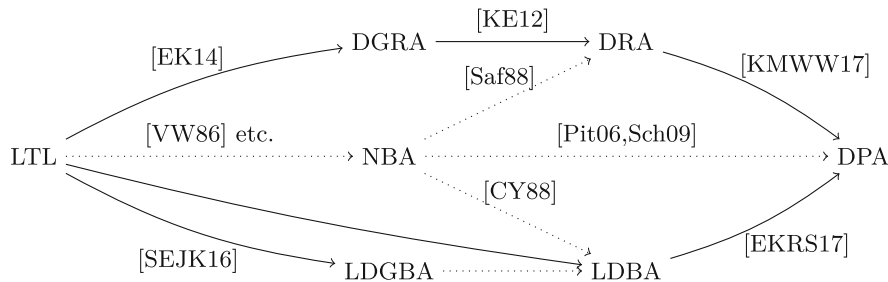 [KE12]
DGRA DRA
[EK14] [KMWW17]
[Saf88]
[VW86] etc. [Pit06,Sch09]
LTL NBA DPA
[CY88]
[SEJK16] [EKRS17]
LDGBA LDBA